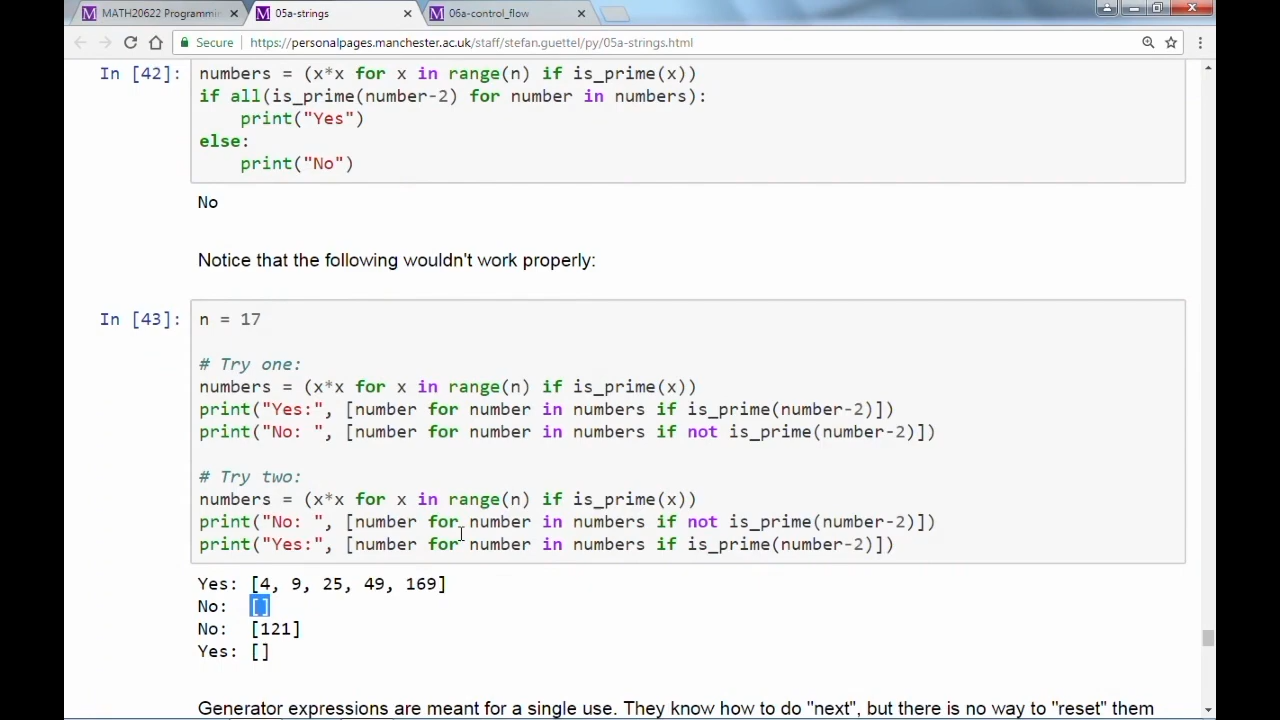 MATH20622 Programmin
05a-strings
06a-control_flow
Secure https://personalpages.manchester.ac.uk/staff/stefan.guettel/py/05a-strings.html
In [42]: numbers = (x*x for x in range(n) if is_prime(x))
if all(is_prime(number-2) for number in numbers):
    print("Yes")
else:
    print("No")
No
Notice that the following wouldn't work properly:
In [43]: n = 17
# Try one:
numbers = (x*x for x in range(n) if is_prime(x))
print("Yes:", [number for number in numbers if is_prime(number-2)])
print("No: ", [number for number in numbers if not is_prime(number-2)])
# Try two:
numbers = (x*x for x in range(n) if is_prime(x))
print("No: ", [number for number in numbers if not is_prime(number-2)])
print("Yes:", [number for number in numbers if is_prime(number-2)])
Yes: [4, 9, 25, 49, 169]
No:  []
No:  [121]
Yes: []
Generator expressions are meant for a single use. They know how to do "next", but there is no way to "reset" them